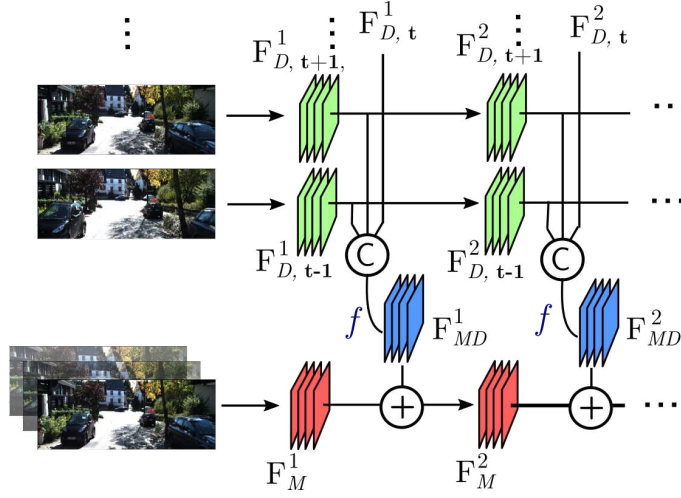 F^1_{D, t+1,}
F^1_{D, t}
F^2_{D, t+1}
F^2_{D, t}
F^1_{D, t-1}
C
F^2_{D, t-1}
C
f
F^1_{MD}
f
F^2_{MD}
F^1_M
F^2_M